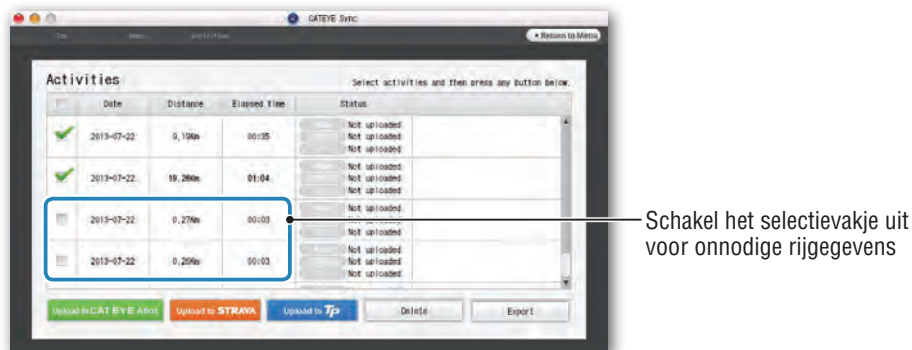 CATEYE Sync
Top Menu Activities
Return to Menu
Activities
Select activities and then press any button below.
Date Distance Elapsed time Status
2013-07-22 9,19Km 00:35 Not uploaded
Not uploaded
Not uploaded
2013-07-22 19.26Km 01:04 Not uploaded
Not uploaded
Not uploaded
2013-07-22 0,27Km 00:03 Not uploaded
Not uploaded
2013-07-22 0,26Km 00:03 Not uploaded
Not uploaded
Not uploaded
Schakel het selectievakje uit
voor onnodige rijgegevens
Upload to CAT EYE Atlas Upload to STRAVA Upload to Tp Delete Export